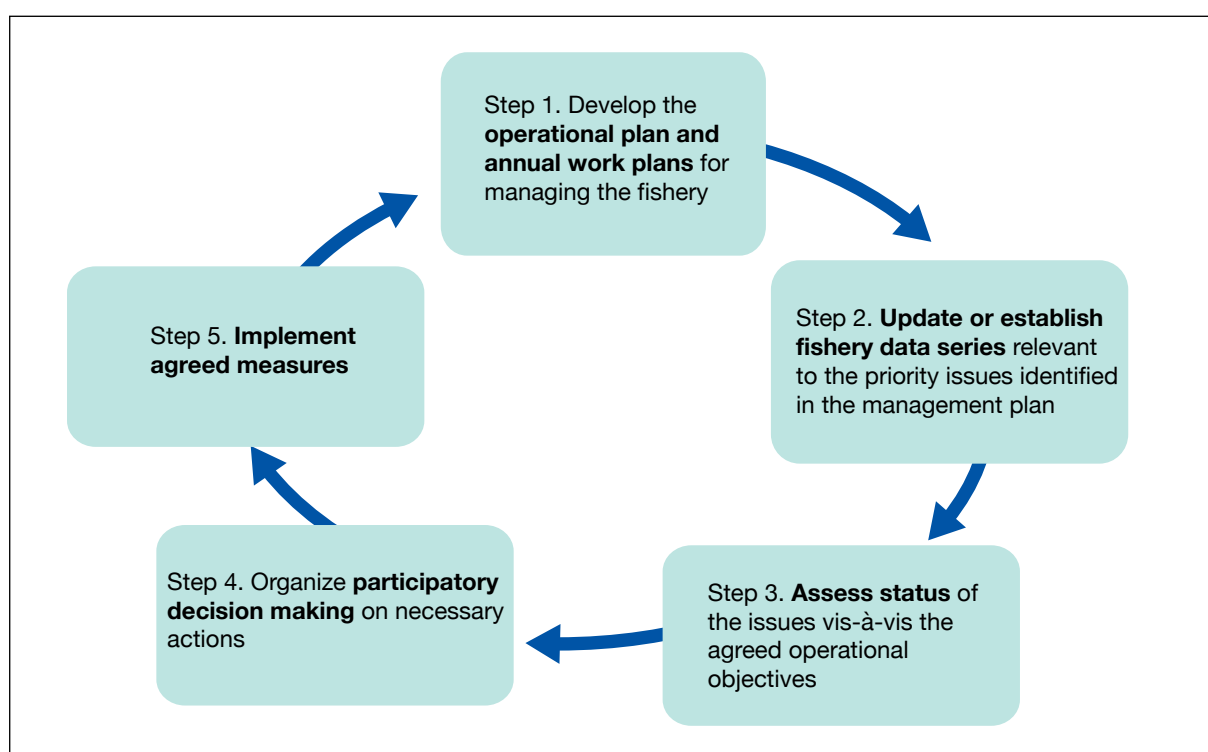 Step 1. Develop the
operational plan and
annual work plans for
managing the fishery
Step 2. Update or establish
fishery data series relevant
to the priority issues identified
in the management plan
Step 3. Assess status of
the issues vis-à-vis the
agreed operational
objectives
Step 4. Organize participatory
decision making on necessary
actions
Step 5. Implement
agreed measures